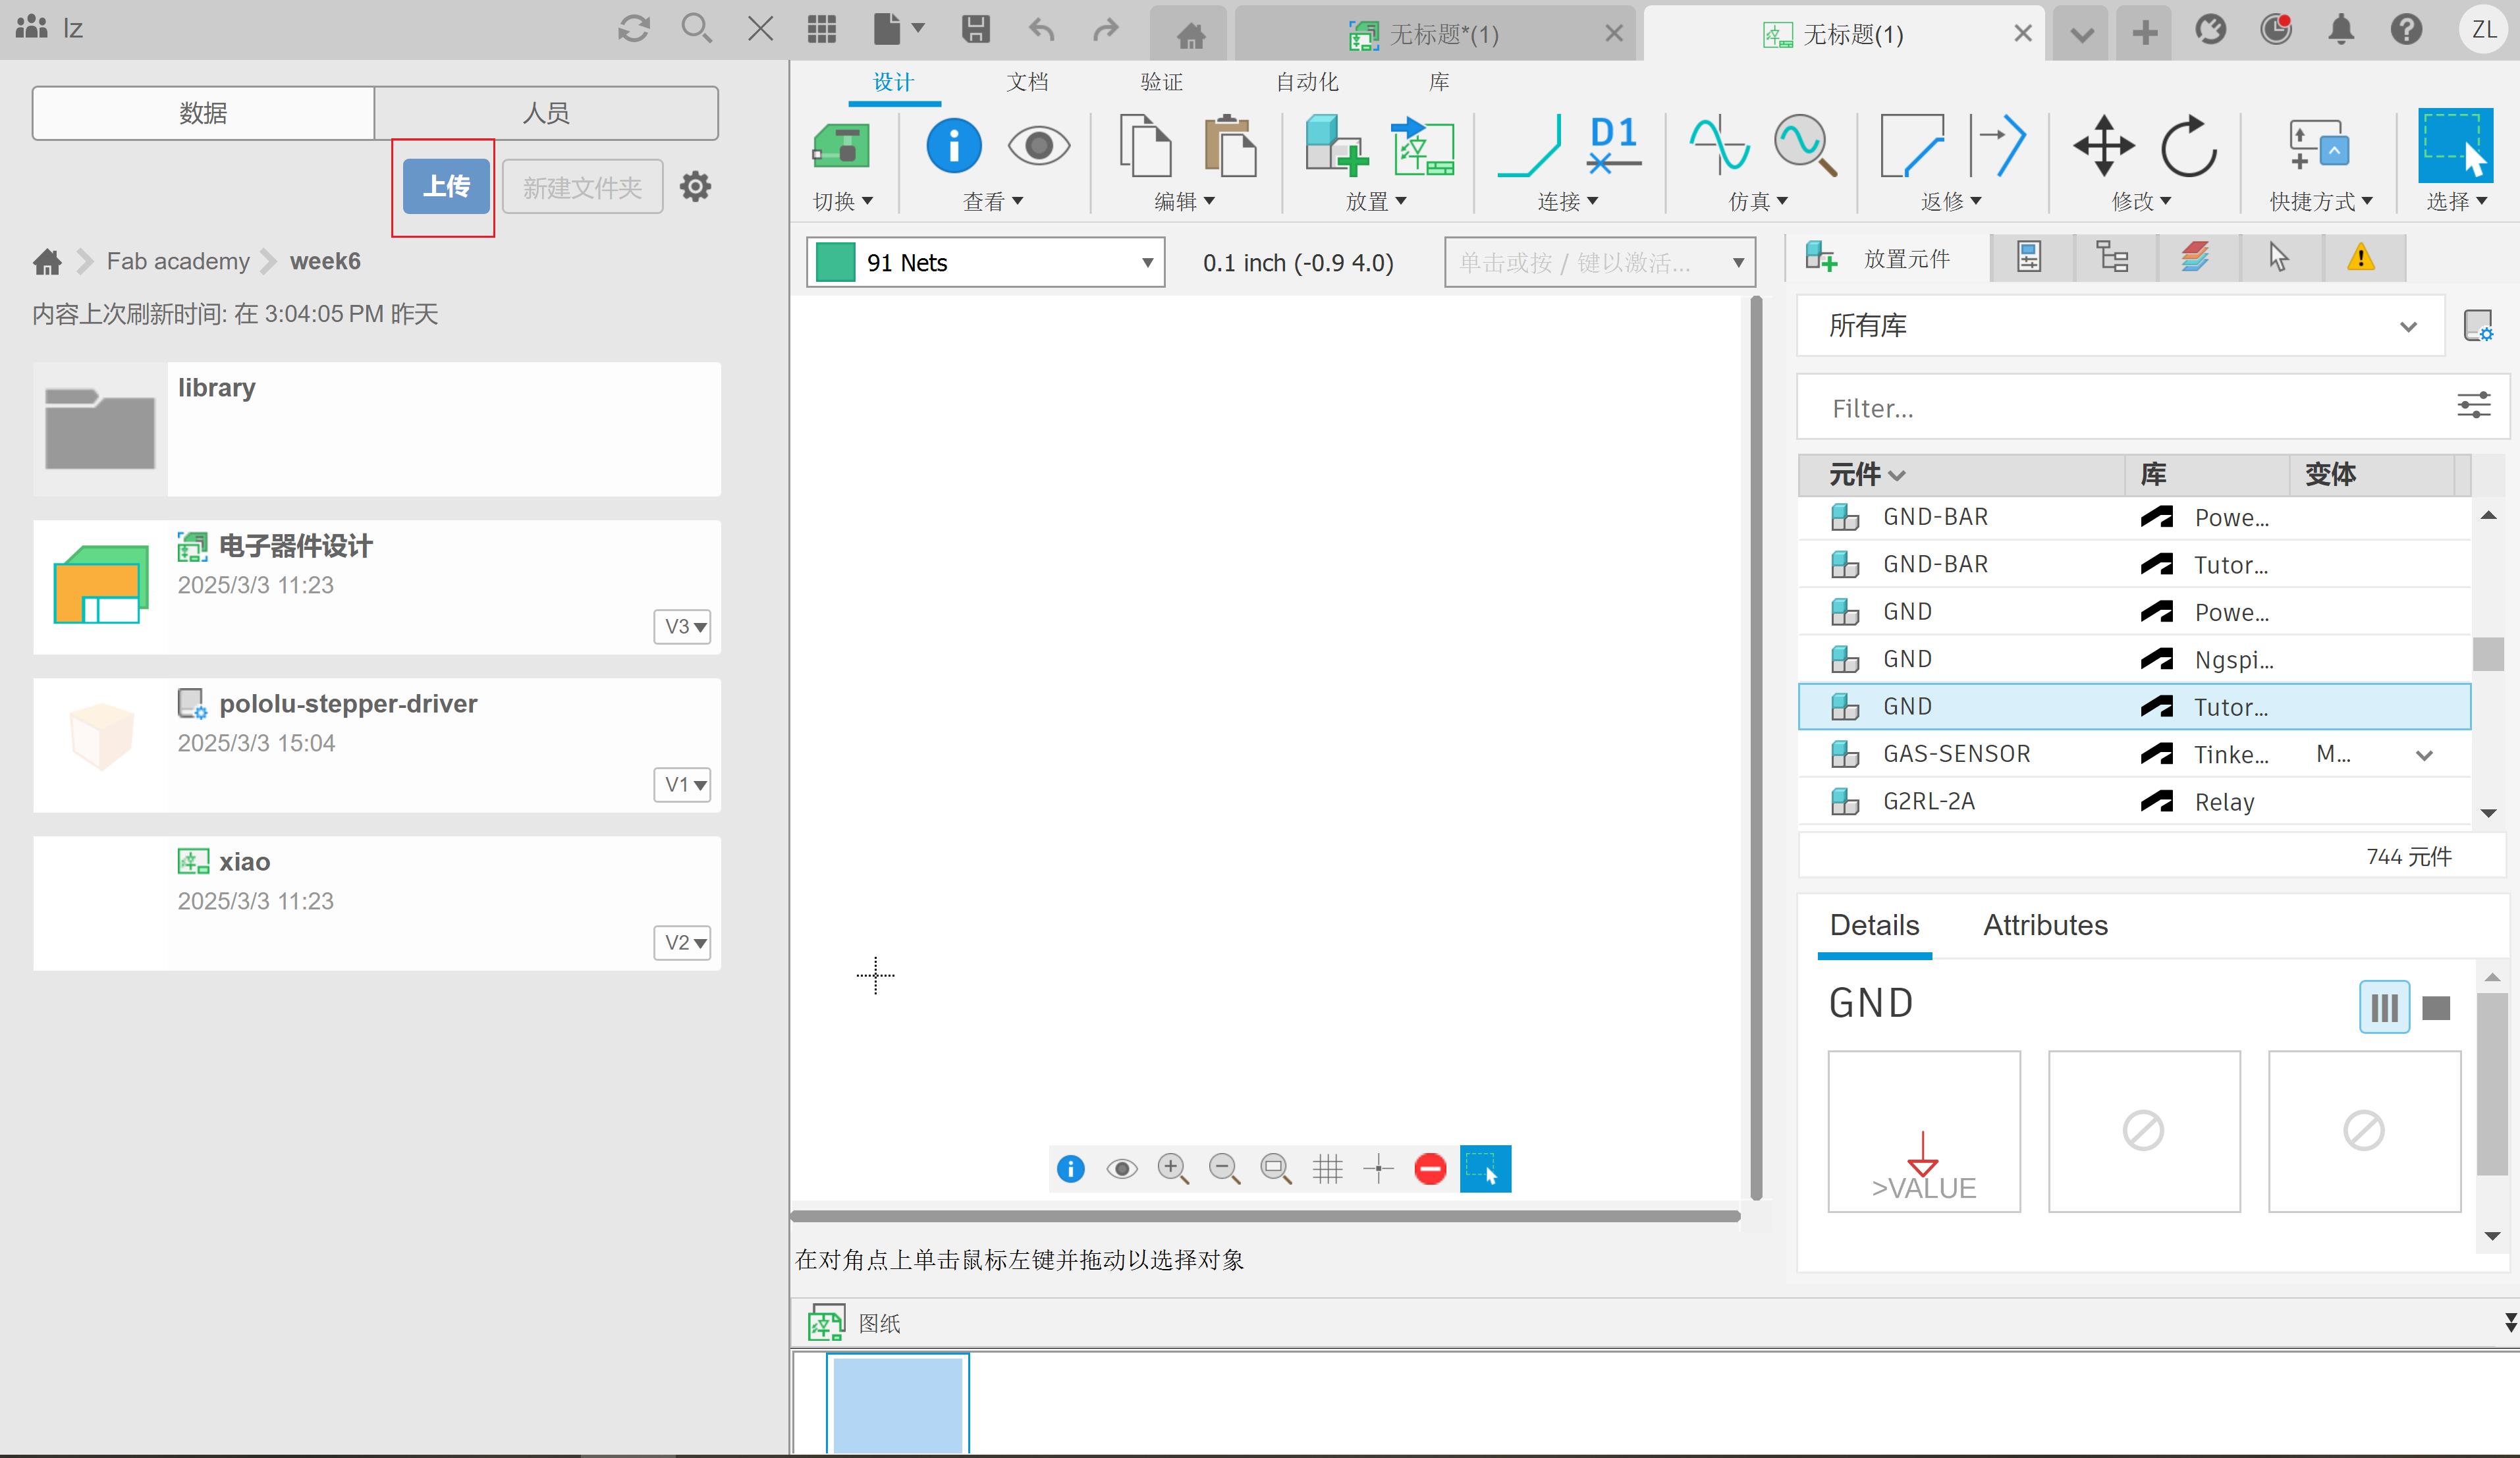 lz
无标题*(1)
无标题(1)
ZL
数据
人员
上传
新建文件夹
Fab academy
week6
内容上次刷新时间: 在 3:04:05 PM 昨天
library
电子器件设计
2025/3/3 11:23
V3
pololu-stepper-driver
2025/3/3 15:04
V1
xiao
2025/3/3 11:23
V2
设计
文档
验证
自动化
库
D1
切换
查看
编辑
放置
连接
仿真
返修
修改
快捷方式
选择
91 Nets
0.1 inch (-0.9 4.0)
单击或按 / 键以激活...
放置元件
所有库
Filter...
元件 库 变体
GND-BAR Powe...
GND-BAR Tutor...
GND Powe...
GND Ngspi...
GND Tutor...
GAS-SENSOR Tinke... M...
G2RL-2A Relay
744 元件
Details
Attributes
GND
>VALUE
在对角点上单击鼠标左键并拖动以选择对象
图纸